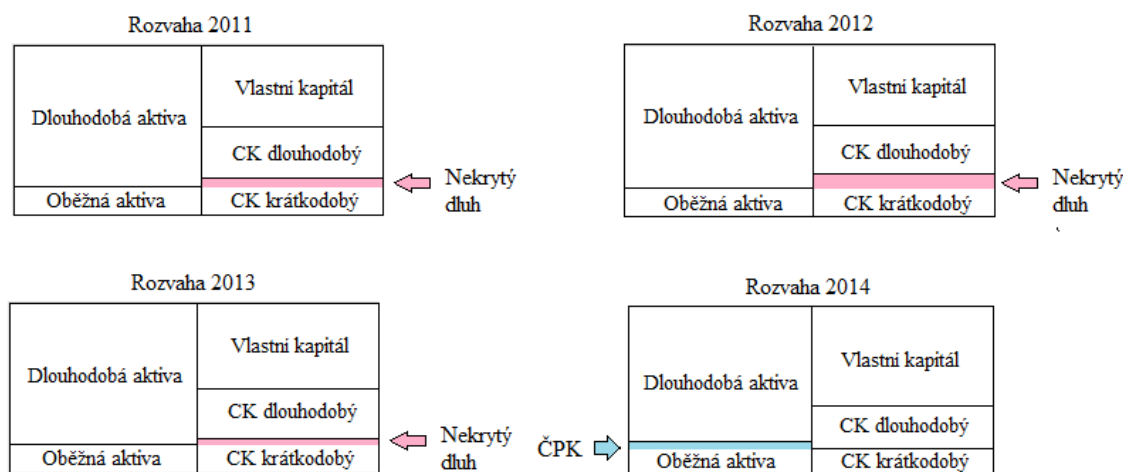 Rozvaha 2011
Dlouhodobá aktiva
Oběžná aktiva
Vlastní kapitál
CK dlouhodobý
CK krátkodobý
Nekrytý
dluh
Rozvaha 2012
Dlouhodobá aktiva
Oběžná aktiva
Vlastní kapitál
CK dlouhodobý
CK krátkodobý
Nekrytý
dluh
Rozvaha 2013
Dlouhodobá aktiva
Oběžná aktiva
Vlastní kapitál
CK dlouhodobý
CK krátkodobý
Nekrytý
dluh
Rozvaha 2014
ČPK
Dlouhodobá aktiva
Oběžná aktiva
Vlastní kapitál
CK dlouhodobý
CK krátkodobý